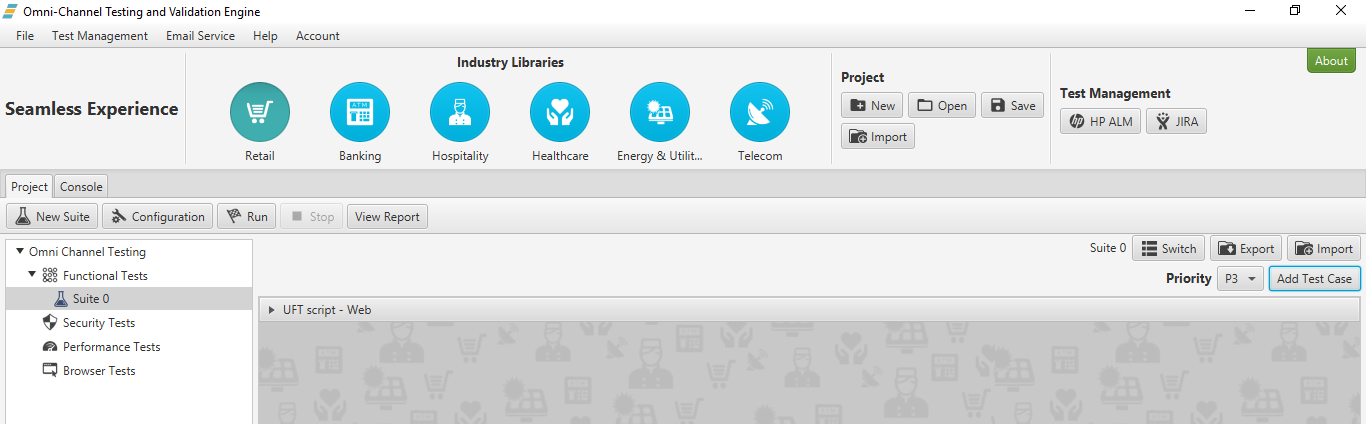 Omni-Channel Testing and Validation Engine
File Test Management Email Service Help Account
Seamless Experience
Industry Libraries
ATM
Retail Banking Hospitality Healthcare Energy & Utilit... Telecom
Project
New Open Save
Import
About
Test Management
hp HP ALM JIRA
Project Console
New Suite Configuration Run Stop View Report
Omni Channel Testing
Functional Tests
Suite 0
Security Tests
Performance Tests
Browser Tests
Suite 0 Switch Export Import
Priority P3 Add Test Case
UFT script - Web